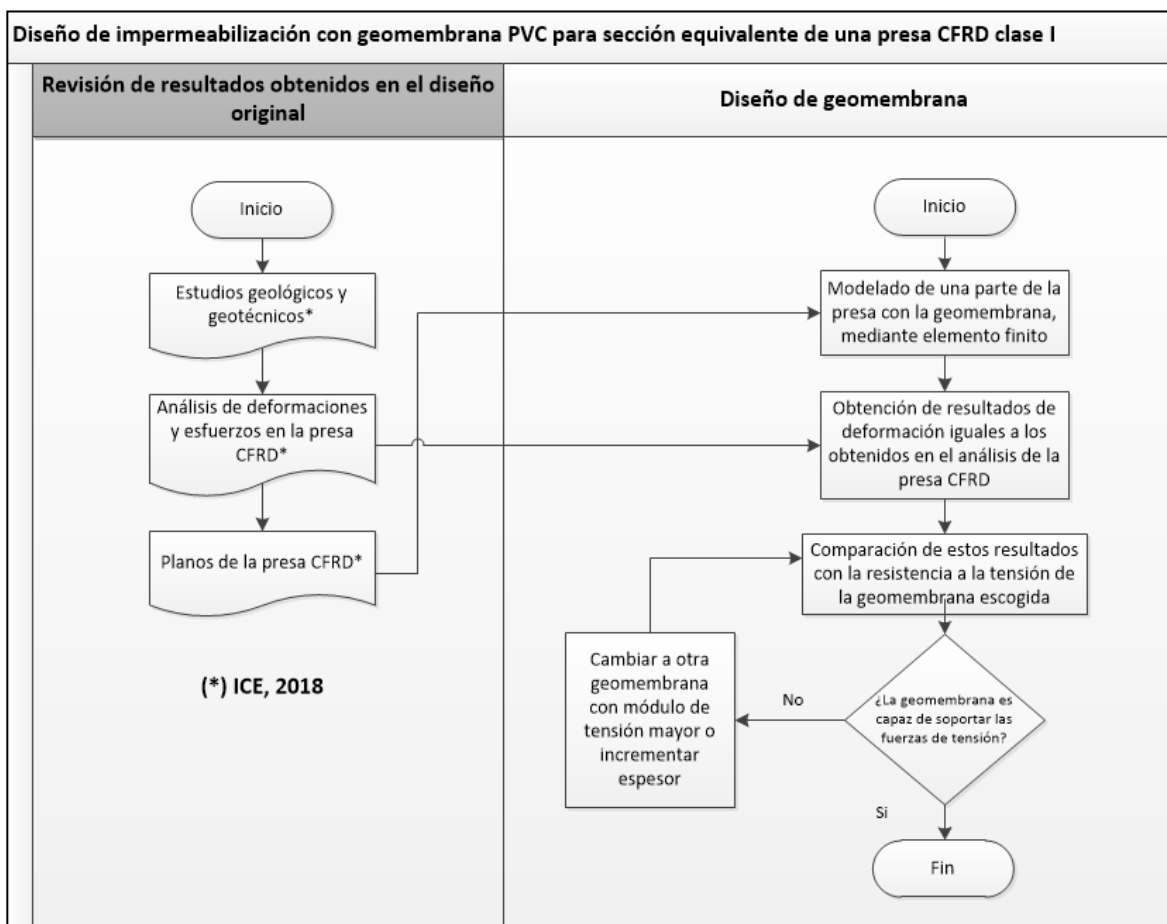 Diseño de impermeabilización con geomembrana PVC para sección equivalente de una presa CFRD clase I
Revisión de resultados obtenidos en el diseño
original
Inicio
Estudios geológicos y
geotécnicos*
Análisis de deformaciones
y esfuerzos en la presa
CFRD*
Planos de la presa CFRD*
(*) ICE, 2018
Diseño de geomembrana
Inicio
Modelado de una parte de la
presa con la geomembrana,
mediante elemento finito
Obtención de resultados de
deformación iguales a los
obtenidos en el análisis de la
presa CFRD
Comparación de estos resultados
con la resistencia a la tensión de
la geomembrana escogida
¿La geomembrana es
capaz de soportar las
fuerzas de tensión?
No
Cambiar a otra
geomembrana
con módulo de
tensión mayor o
incrementar
espesor
Si
Fin